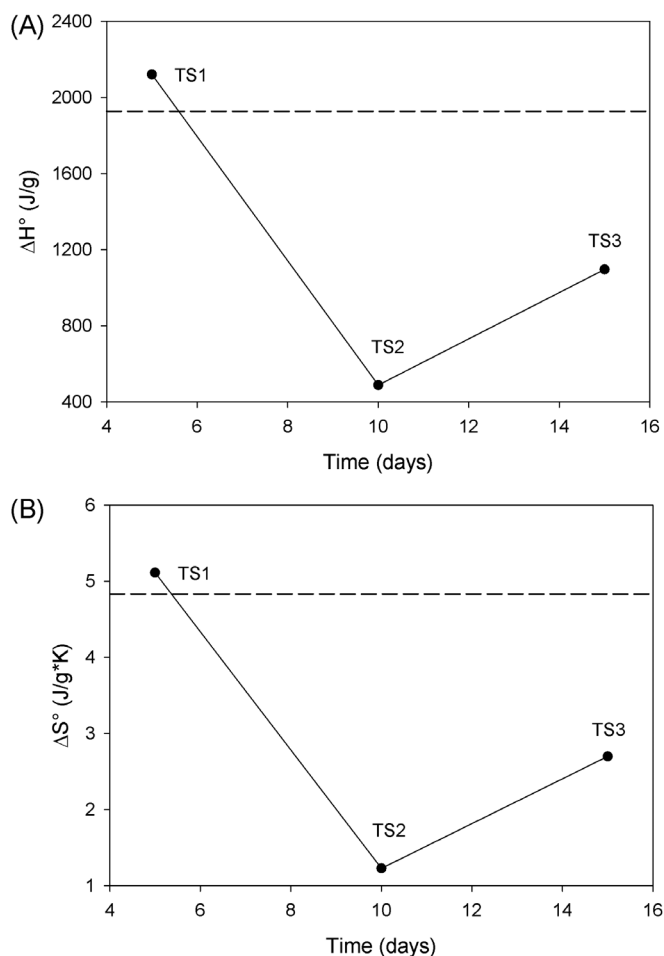 (A)
2400
2000
1600
1200
800
400
ΔH° (J/g)
TS1
TS2
TS3
4 6 8 10 12 14 16
Time (days)
(B)
6
5
4
3
2
1
ΔS° (J/g*K)
TS1
TS2
TS3
4 6 8 10 12 14 16
Time (days)